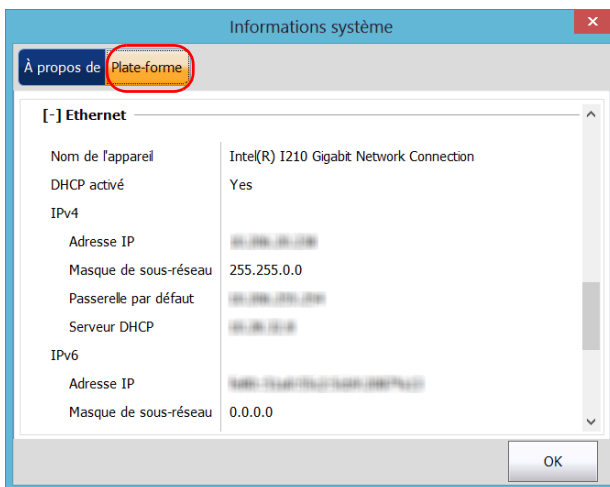 Informations système
À propos de Plate-forme
[-] Ethernet
Nom de l'appareil Intel(R) I210 Gigabit Network Connection
DHCP activé Yes
IPv4
Adresse IP
Masque de sous-réseau 255.255.0.0
Passerelle par défaut
Serveur DHCP
IPv6
Adresse IP
Masque de sous-réseau 0.0.0.0
OK